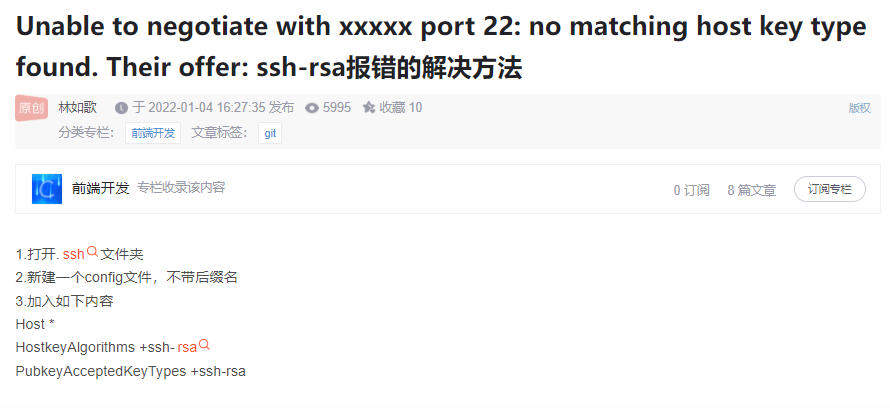 Unable to negotiate with xxxxx port 22: no matching host key type
found. Their offer: ssh-rsa报错的解决方法
原创 林如歌 于 2022-01-04 16:27:35 发布 5995 收藏 10 版权
分类专栏： 前端开发 文章标签： git
前端开发 专栏收录该内容 0 订阅 8 篇文章 订阅专栏
1.打开. ssh 文件夹
2.新建一个config文件，不带后缀名
3.加入如下内容
Host *
HostkeyAlgorithms +ssh- rsa
PubkeyAcceptedKeyTypes +ssh-rsa